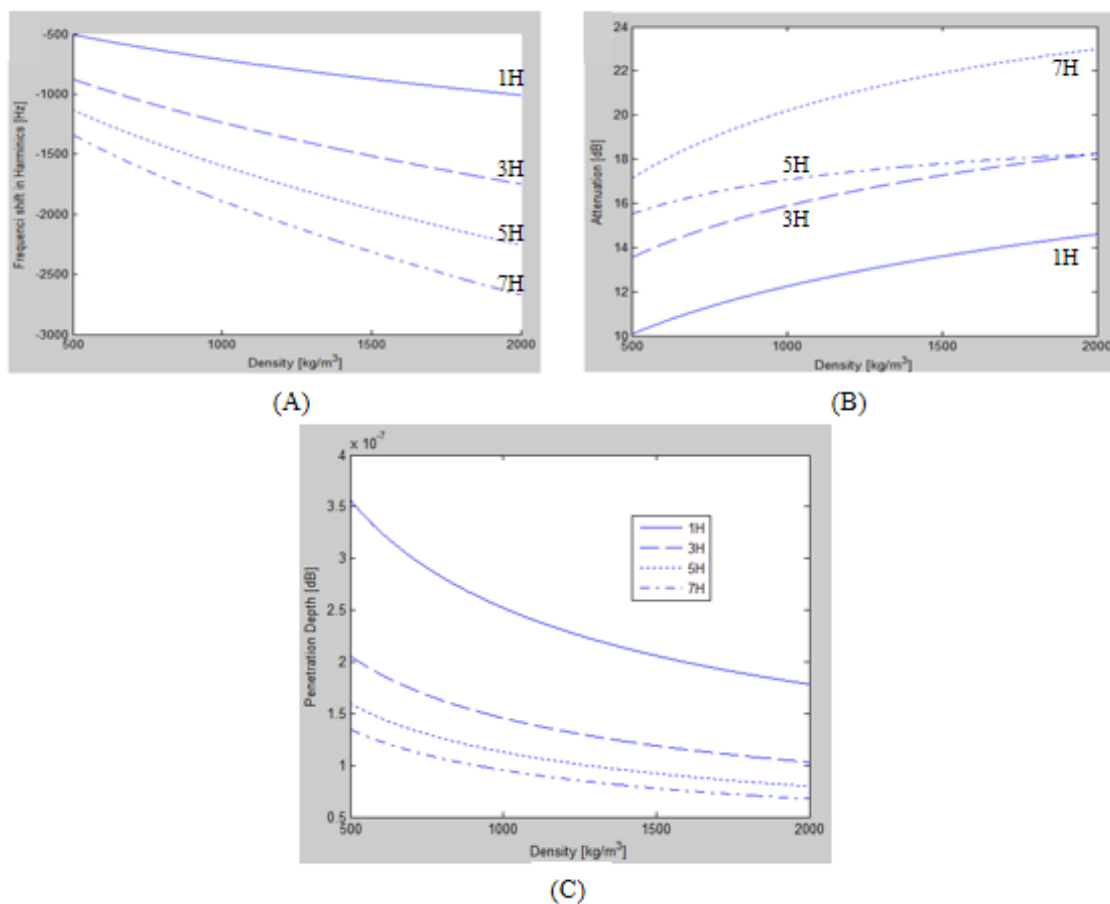 -500
-1000
-1500
-2000
-2500
-3000
Frequenci shift in Harminics [Hz]
1H
3H
5H
7H
500 1000 1500 2000
Density [kg/m³]
(A)
24
22
20
18
16
14
12
10
Attenuation [dB]
7H
5H
3H
1H
500 1000 1500 2000
Density [kg/m³]
(B)
x 10⁻⁷
4
3.5
3
2.5
2
1.5
1
0.5
Penetration Depth [dB]
1H
3H
5H
7H
500 1000 1500 2000
Density [kg/m³]
(C)